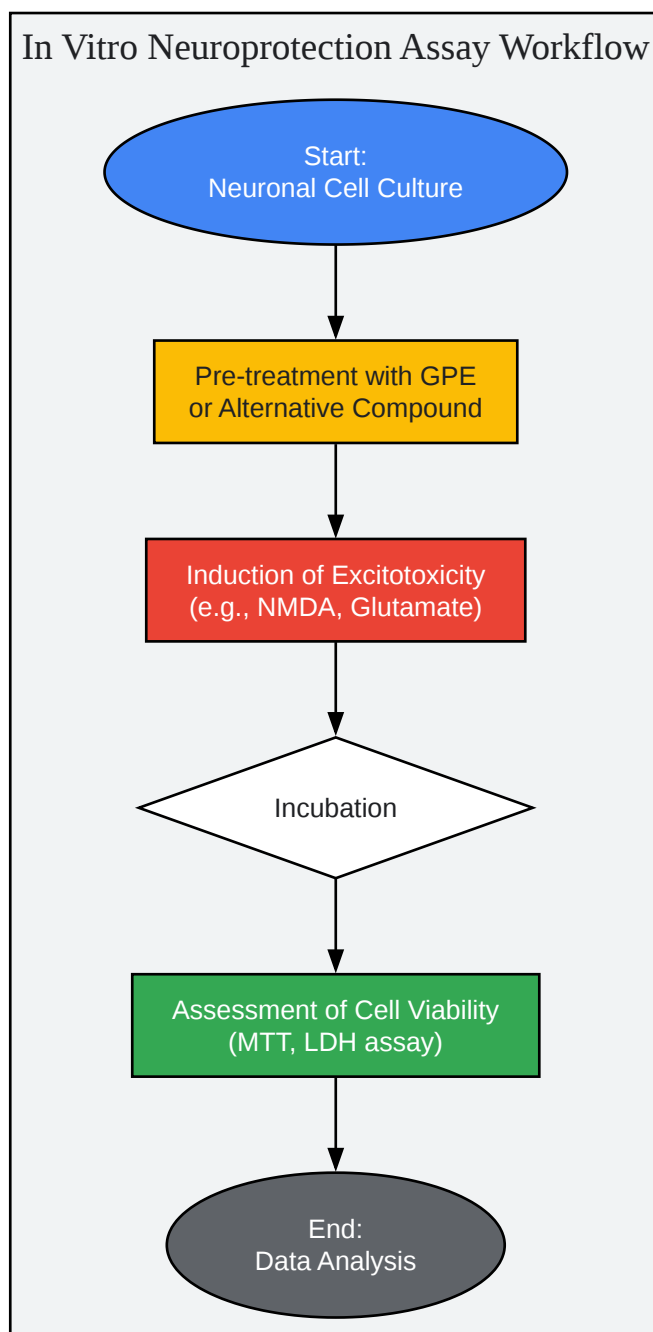 In Vitro Neuroprotection Assay Workflow
Start:
Neuronal Cell Culture
Pre-treatment with GPE
or Alternative Compound
Induction of Excitotoxicity
(e.g., NMDA, Glutamate)
Incubation
Assessment of Cell Viability
(MTT, LDH assay)
End:
Data Analysis